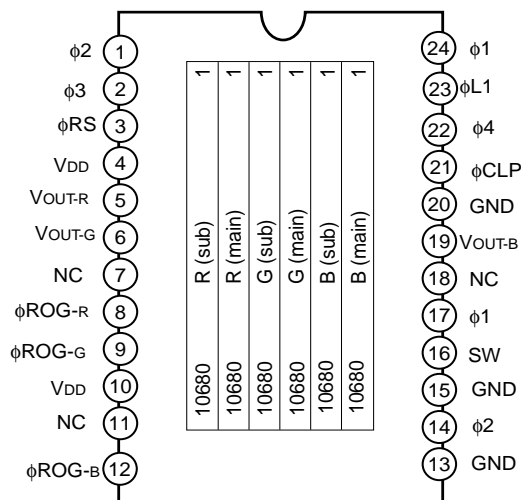 φ2 1
φ3 2
φRS 3
VDD 4
VOUT-R 5
VOUT-G 6
NC 7
φROG-R 8
φROG-G 9
VDD 10
NC 11
φROG-B 12
10680 R (sub) 1
10680 R (main) 1
10680 G (sub) 1
10680 G (main) 1
10680 B (sub) 1
10680 B (main) 1
24 φ1
23 φL1
22 φ4
21 φCLP
20 GND
19 VOUT-B
18 NC
17 φ1
16 SW
15 GND
14 φ2
13 GND